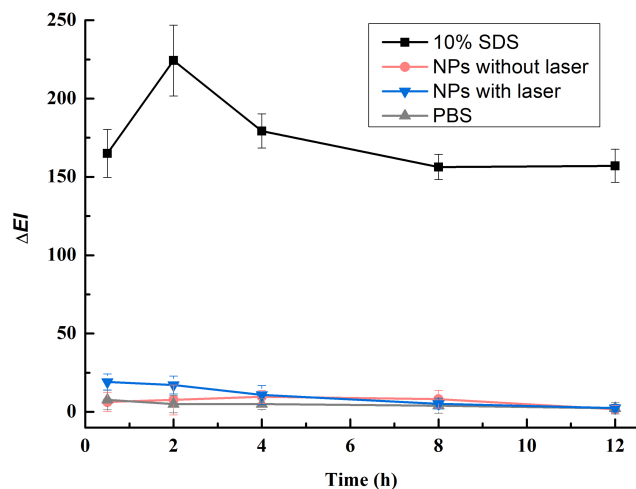 250
200
150
100
50
0
ΔEI
10% SDS
NPs without laser
NPs with laser
PBS
0 2 4 6 8 10 12
Time (h)